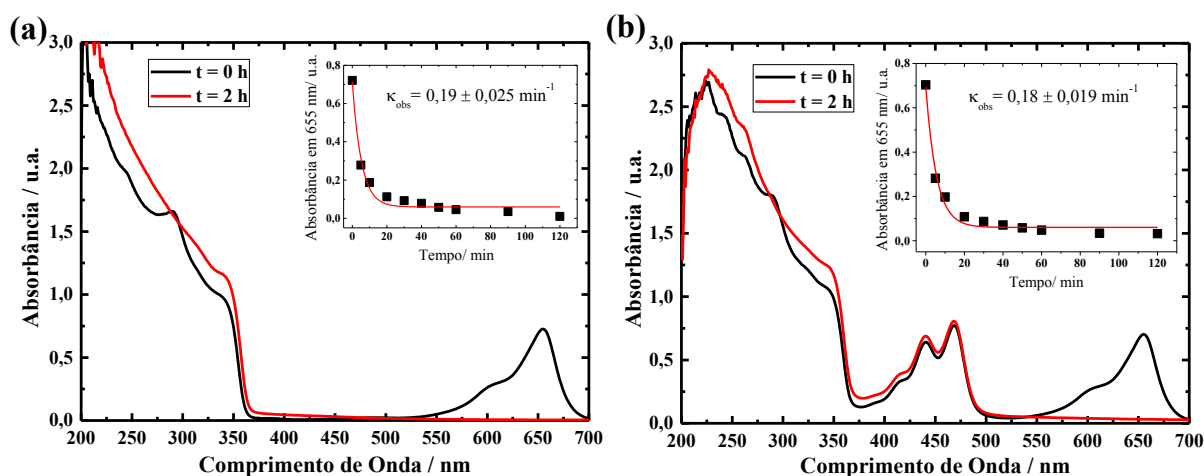 (a)
3,0
2,5
2,0
1,5
1,0
0,5
0,0
Absorbância / u.a.
t = 0 h
t = 2 h
Absorbância em 655 nm/ u.a.
0,8
0,6
0,4
0,2
0,0
κobs= 0,19 ± 0,025 min-1
0 20 40 60 80 100 120
Tempo/ min
200 250 300 350 400 450 500 550 600 650 700
Comprimento de Onda / nm
(b)
3,0
2,5
2,0
1,5
1,0
0,5
0,0
Absorbância / u.a.
t = 0 h
t = 2 h
Absorbância em 655 nm/ u.a.
0,8
0,6
0,4
0,2
0,0
κobs= 0,18 ± 0,019 min-1
0 20 40 60 80 100 120
Tempo/ min
200 250 300 350 400 450 500 550 600 650 700
Comprimento de Onda / nm